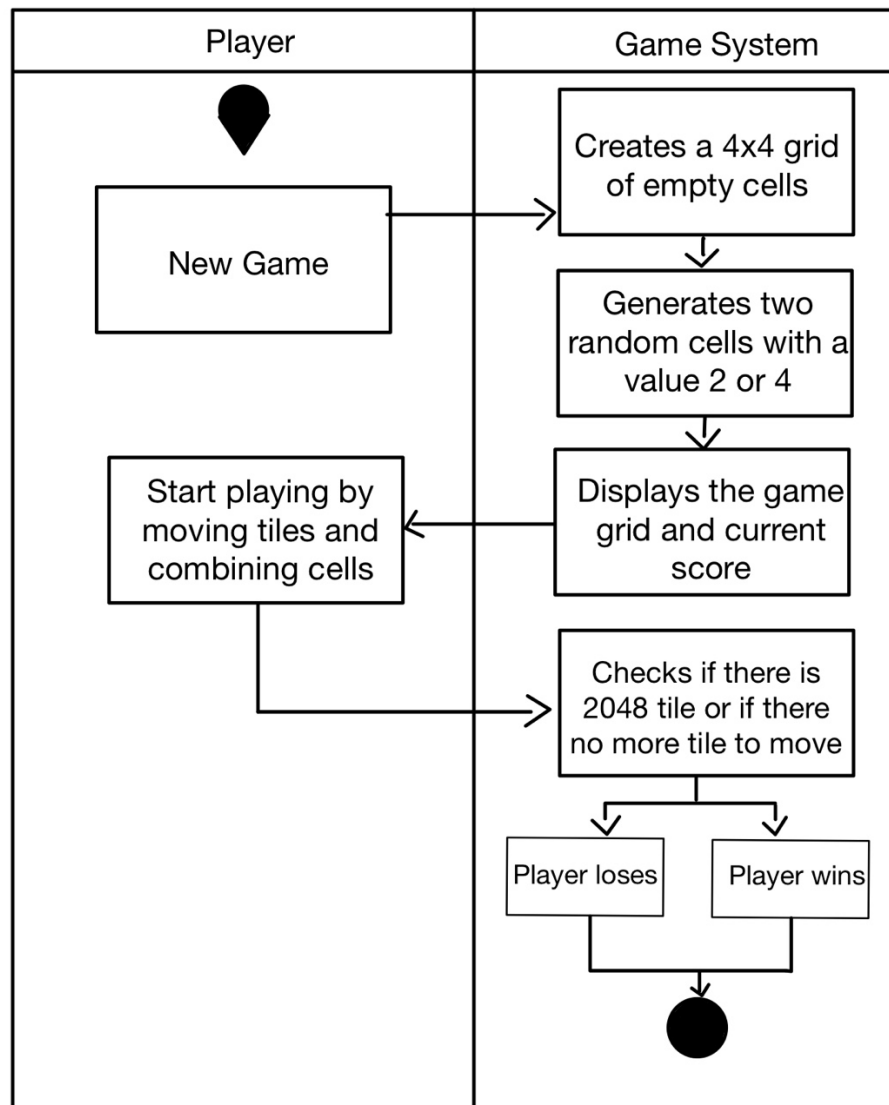 Player
Game System
New Game
Creates a 4x4 grid
of empty cells
Generates two
random cells with a
value 2 or 4
Displays the game
grid and current
score
Start playing by
moving tiles and
combining cells
Checks if there is
2048 tile or if there
no more tile to move
Player loses
Player wins